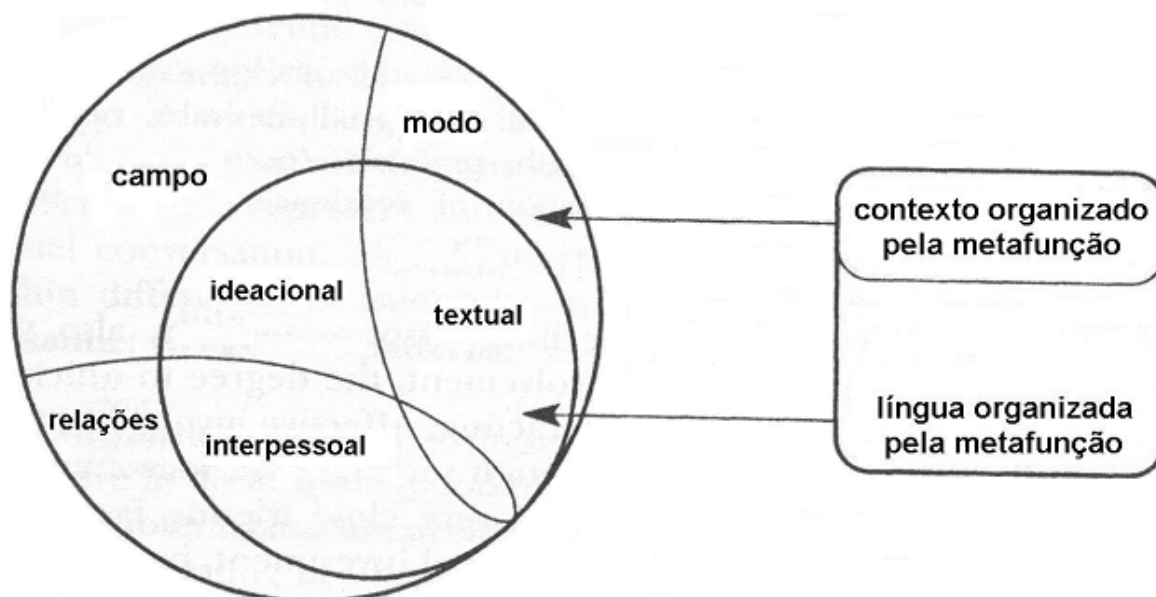 modo
campo
contexto organizado
pela metafunção
ideacional
textual
relações
interpessoal
língua organizada
pela metafunção